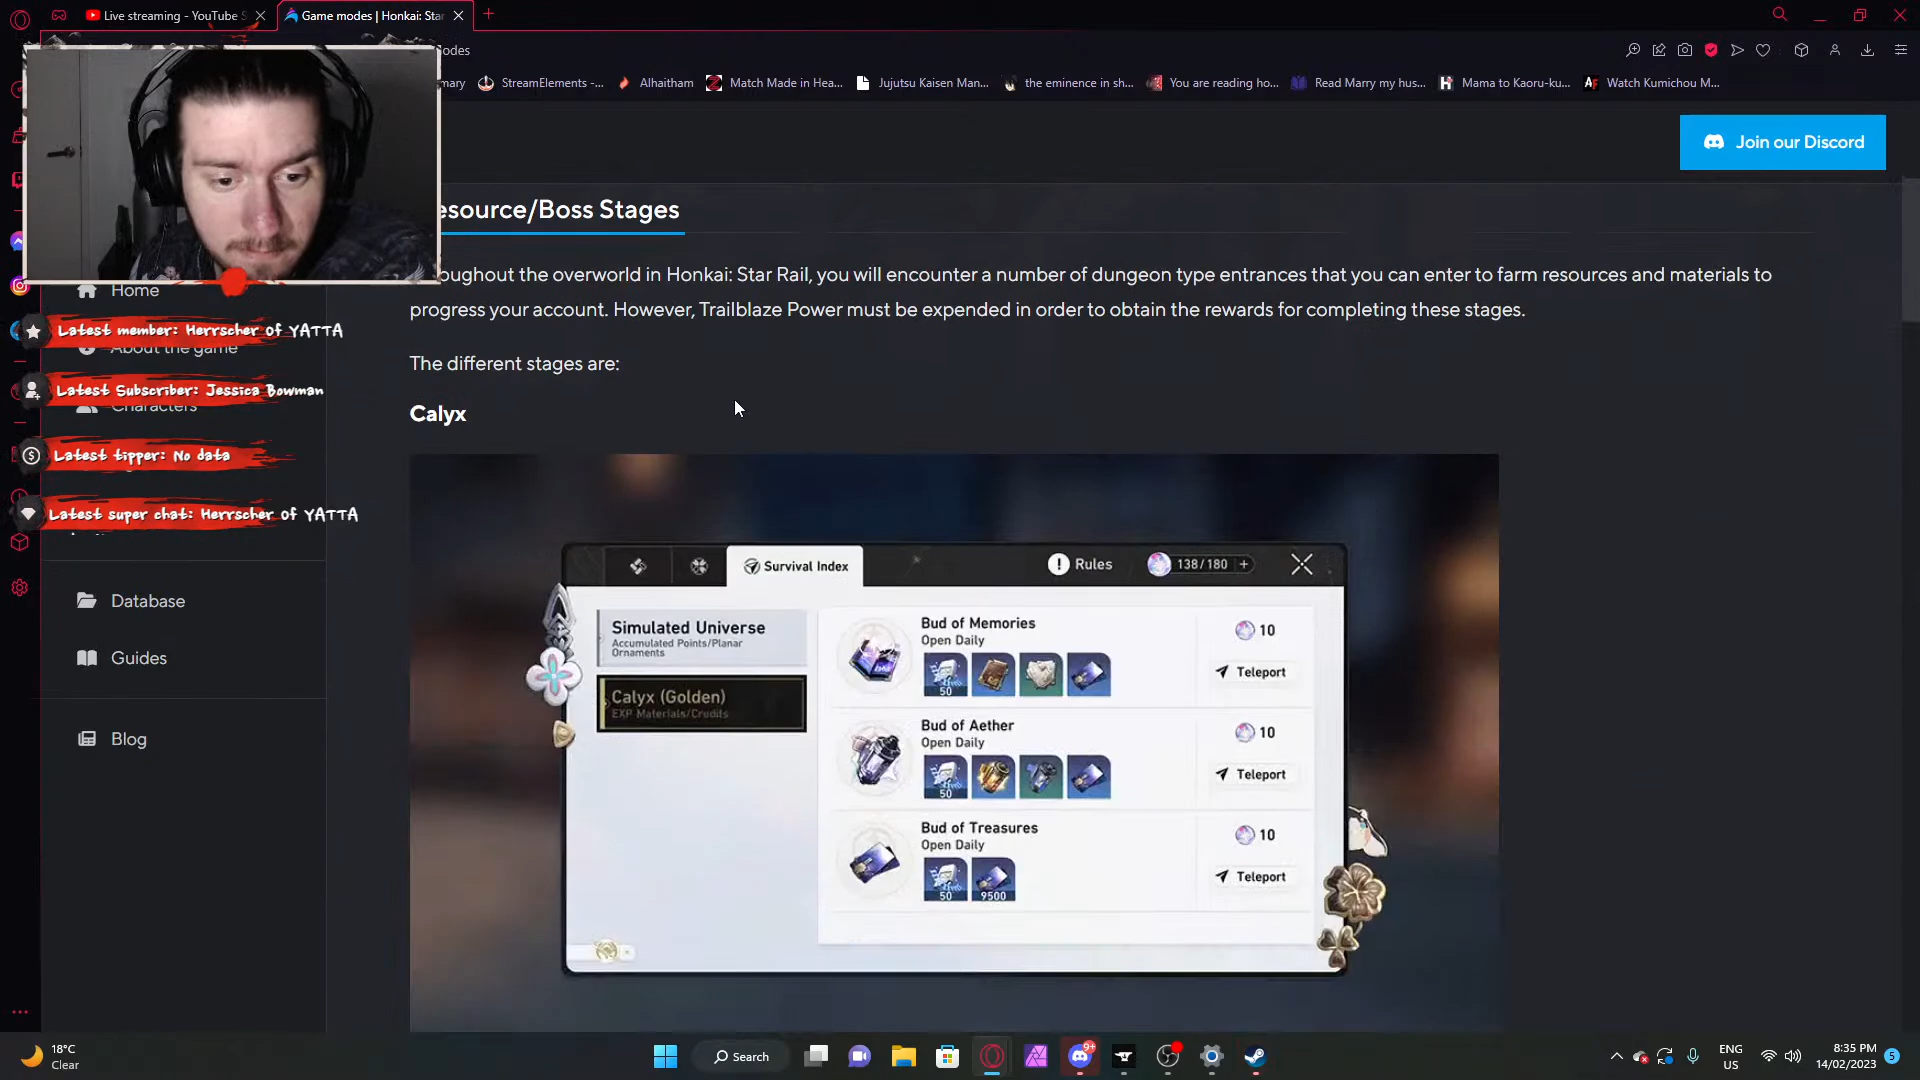 Live streaming - YouTube S
Game modes | Honkai: Star
odes
mary
StreamElements -...
Alhaitham
Match Made in Hea...
Jujutsu Kaisen Man...
the eminence in sh...
You are reading ho...
Read Marry my hus...
Mama to Kaoru-ku...
Watch Kumichou M...
Join our Discord
esource/Boss Stages
oughout the overworld in Honkai: Star Rail, you will encounter a number of dungeon type entrances that you can enter to farm resources and materials to
progress your account. However, Trailblaze Power must be expended in order to obtain the rewards for completing these stages.
The different stages are:
Calyx
Home
Latest member: Herrscher of YATTA
About the game
Latest Subscriber: Jessica Bowman
Characters
Latest tipper: No data
Latest super chat: Herrscher of YATTA
Database
Guides
Blog
Survival Index
Rules
138/180 +
Simulated Universe
Accumulated Points/Planar
Ornaments
Calyx (Golden)
EXP Materials/Credits
Bud of Memories
Open Daily
50
10
Teleport
Bud of Aether
Open Daily
50
10
Teleport
Bud of Treasures
Open Daily
50
9500
10
Teleport
18°C
Clear
Search
9+
ENG
US
8:35 PM
14/02/2023
5